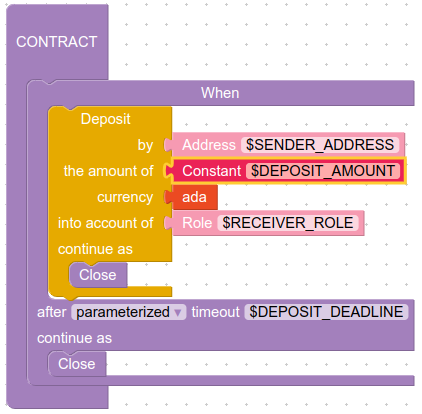 CONTRACT
When
Deposit
by Address $SENDER_ADDRESS
the amount of Constant $DEPOSIT_AMOUNT
currency ada
into account of Role $RECEIVER_ROLE
continue as
Close
after parameterized ▾ timeout $DEPOSIT_DEADLINE
continue as
Close